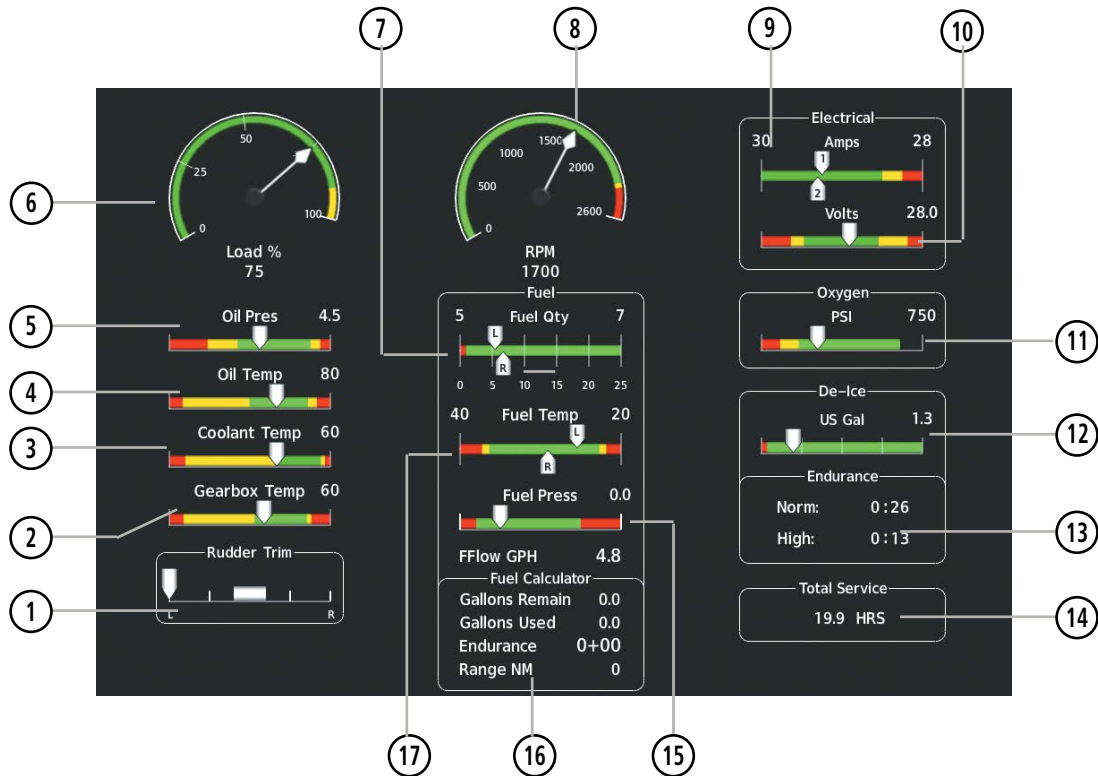 7 8 9 10
6
5
4
3
2
1
0 25 50 100
Load %
75
Oil Pres 4.5
Oil Temp 80
Coolant Temp 60
Gearbox Temp 60
Rudder Trim
L R
0 500 1000 1500 2000 2600
RPM
1700
Fuel
5 Fuel Qty 7
L
R
0 5 10 15 20 25
40 Fuel Temp 20
L
R
Fuel Press 0.0
FFlow GPH 4.8
Fuel Calculator
Gallons Remain 0.0
Gallons Used 0.0
Endurance 0+00
Range NM 0
Electrical
30 Amps 28
1
2
Volts 28.0
Oxygen
PSI 750
De-Ice
US Gal 1.3
Endurance
Norm: 0:26
High: 0:13
Total Service
19.9 HRS
11
12
13
14
17 16 15